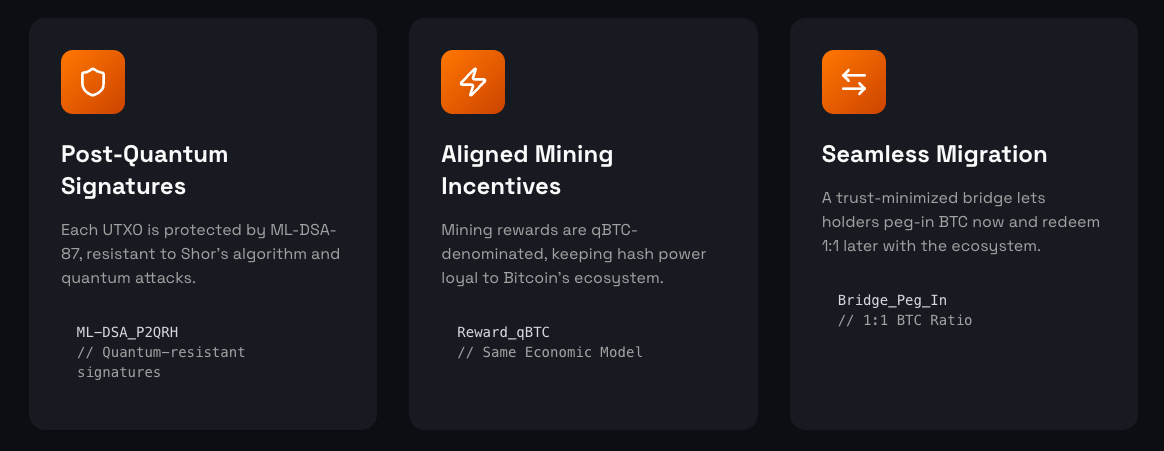 Post-Quantum
Signatures
Each UTXO is protected by ML-DSA-
87, resistant to Shor's algorithm and
quantum attacks.
ML-DSA_P2QRH
// Quantum-resistant
signatures
Aligned Mining
Incentives
Mining rewards are qBTC-
denominated, keeping hash power
loyal to Bitcoin's ecosystem.
Reward_qBTC
// Same Economic Model
Seamless Migration
A trust-minimized bridge lets
holders peg-in BTC now and redeem
1:1 later with the ecosystem.
Bridge_Peg_In
// 1:1 BTC Ratio